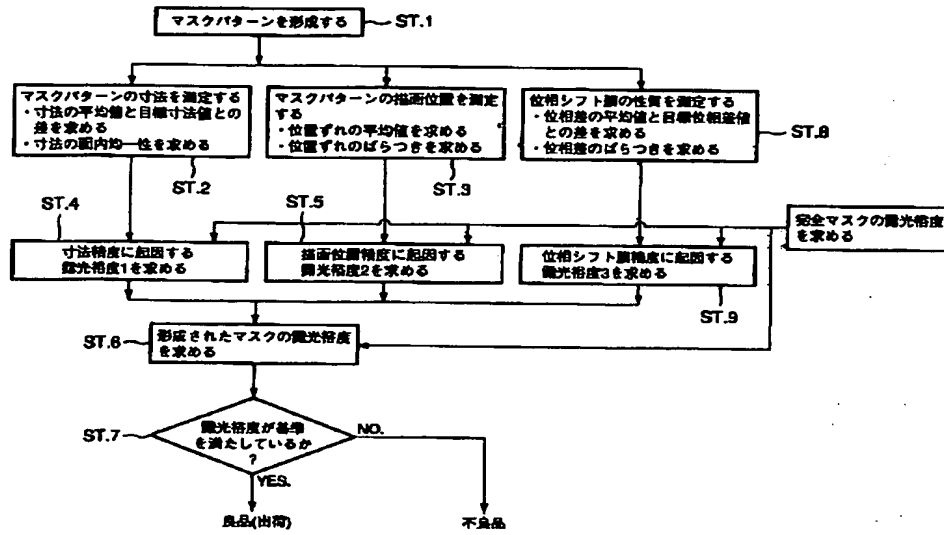 マスクパターンを形成する
ST.1
マスクパターンの寸法を測定する
・寸法の平均値と目標寸法値との
差を求める
・寸法の面内均一性を求める
ST.2
マスクパターンの描画位置を測定
する
・位置ずれの平均値を求める
・位置ずれのばらつきを求める
ST.3
位相シフト膜の性質を測定する
・位相差の平均値と目標位相差値
との差を求める
・位相差のばらつきを求める
ST.8
ST.4
寸法精度に起因する
露光裕度1を求める
ST.5
描画位置精度に起因する
露光裕度2を求める
位相シフト膜精度に起因する
露光裕度3を求める
ST.9
完全マスクの露光裕度
を求める
ST.6
形成されたマスクの露光裕度
を求める
ST.7
露光裕度が基準
を満たしているか
?
NO.
YES.
良品(出荷)
不良品